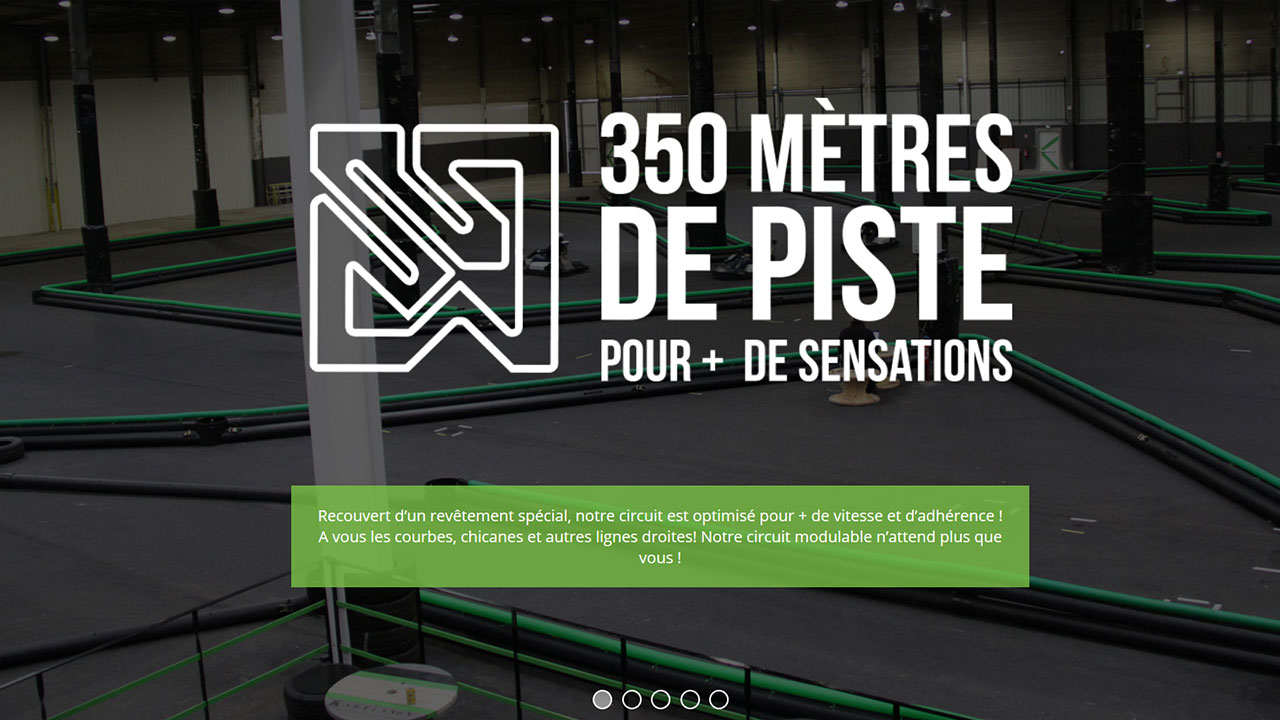 350 MÈTRES
DE PISTE
POUR + DE SENSATIONS
Recouvert d’un revêtement spécial, notre circuit est optimisé pour + de vitesse et d’adhérence !
A vous les courbes, chicanes et autres lignes droites! Notre circuit modulable n’attend plus que
vous !